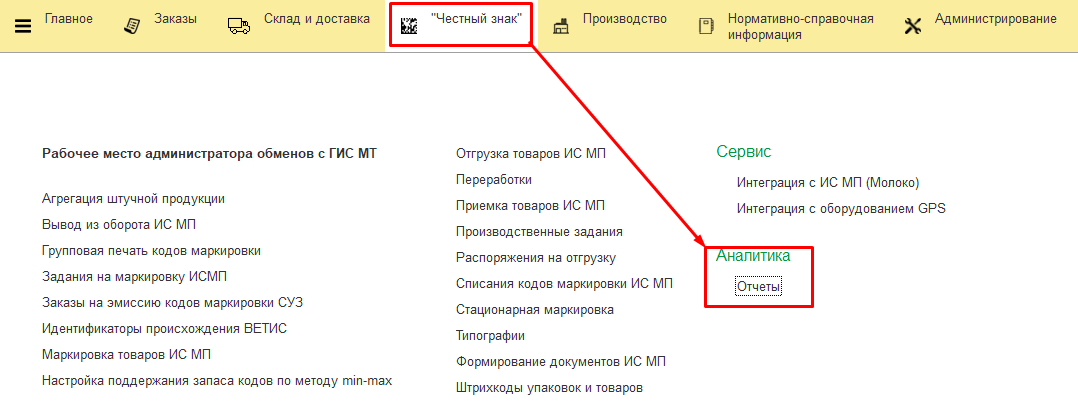 Главное
Заказы
Склад и доставка
"Честный знак"
Производство
Нормативно-справочная
информация
Администрирование
Рабочее место администратора обменов с ГИС МТ
Агрегация штучной продукции
Вывод из оборота ИС МП
Групповая печать кодов маркировки
Задания на маркировку ИСМП
Заказы на эмиссию кодов маркировки СУЗ
Идентификаторы происхождения ВЕТИС
Маркировка товаров ИС МП
Настройка поддержания запаса кодов по методу min-max
Отгрузка товаров ИС МП
Переработки
Приемка товаров ИС МП
Производственные задания
Распоряжения на отгрузку
Списания кодов маркировки ИС МП
Стационарная маркировка
Типографии
Формирование документов ИС МП
Штрихкоды упаковок и товаров
Сервис
Интеграция с ИС МП (Молоко)
Интеграция с оборудованием GPS
Аналитика
Отчеты